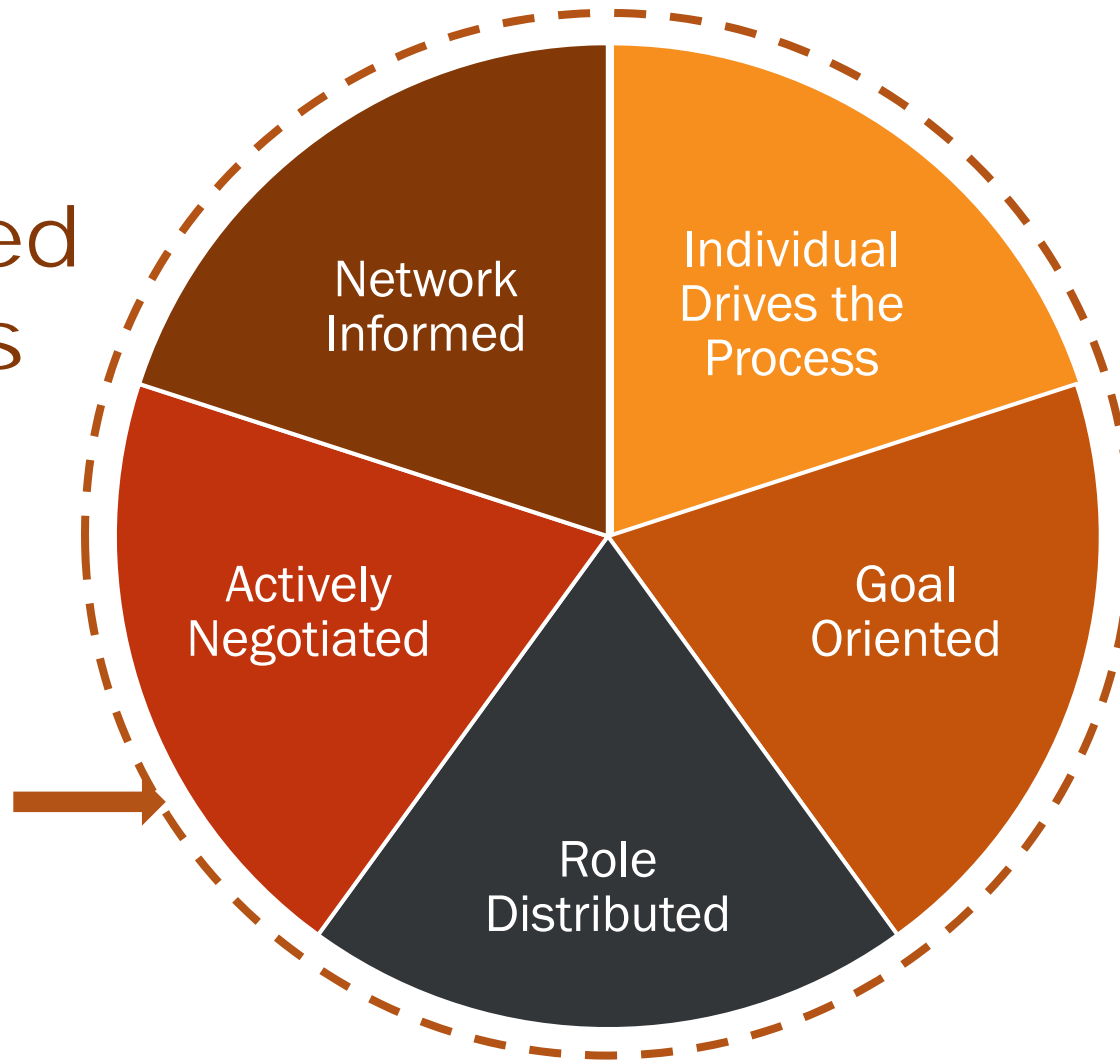 Network
Informed
Individual
Drives the
Process
Actively
Negotiated
Goal
Oriented
Role
Distributed